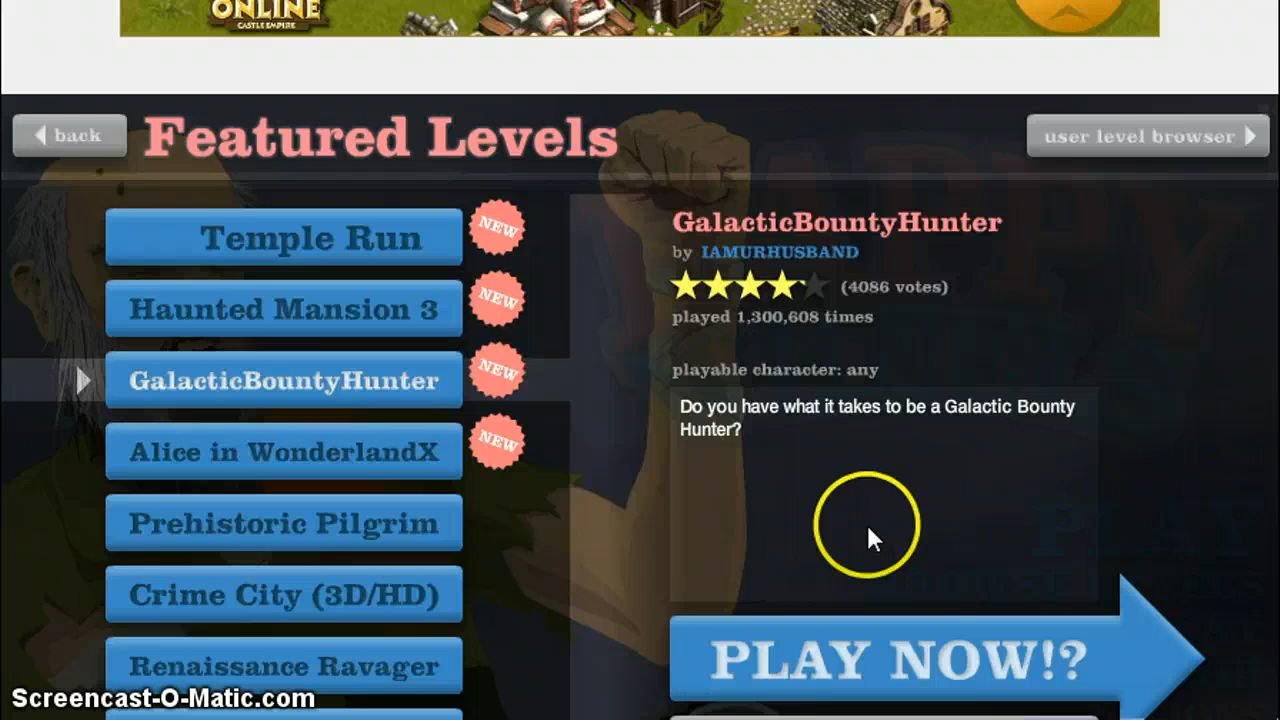 ONLINE
CASTLE EMPIRE
back
Featured Levels
user level browser
Temple Run
NEW
Haunted Mansion 3
NEW
GalacticBountyHunter
NEW
Alice in WonderlandX
NEW
Prehistoric Pilgrim
Crime City (3D/HD)
Renaissance Ravager
GalacticBountyHunter
by IAMURHUSBAND
(4086 votes)
played 1,300,608 times
playable character: any
Do you have what it takes to be a Galactic Bounty
Hunter?
PLAY
PLAY NOW!?
Screencast-O-Matic.com